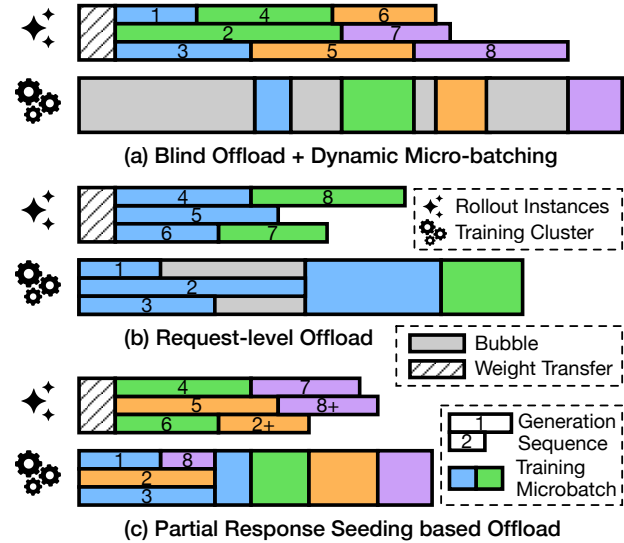 1 4 6
2 7
3 5 8
(a) Blind Offload + Dynamic Micro-batching
4 8
5
6 7
Rollout Instances
Training Cluster
1
2
3
(b) Request-level Offload
Bubble
Weight Transfer
4 7
5 8+
6 2+
1 8
2
3
1 Generation
2 Sequence
Training
Microbatch
(c) Partial Response Seeding based Offload